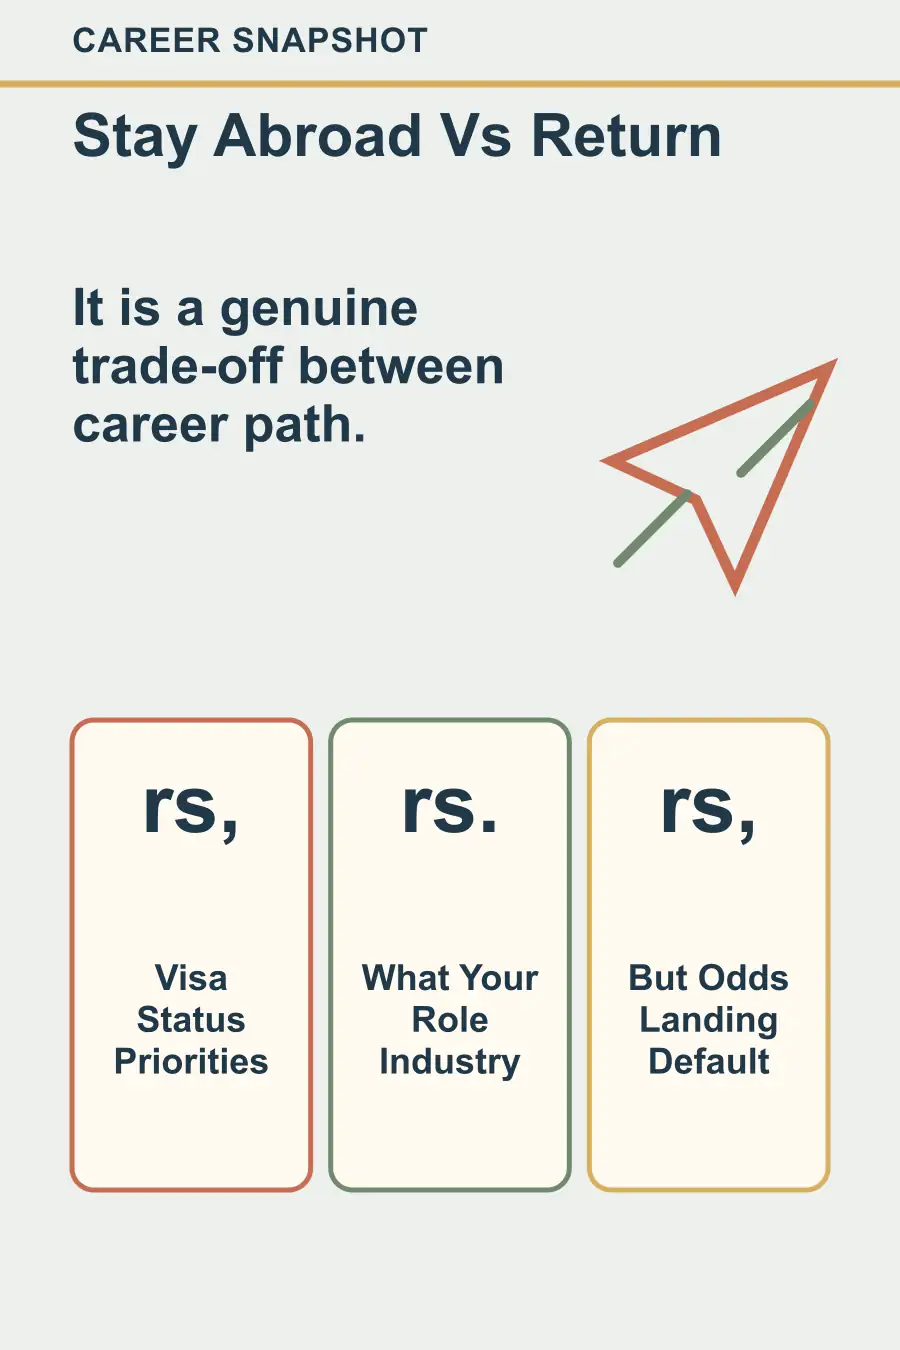 CAREER SNAPSHOT
Stay Abroad Vs Return
It is a genuine
trade-off between
career path.
rs,
Visa
Status
Priorities
rs.
What Your
Role
Industry
rs,
But Odds
Landing
Default